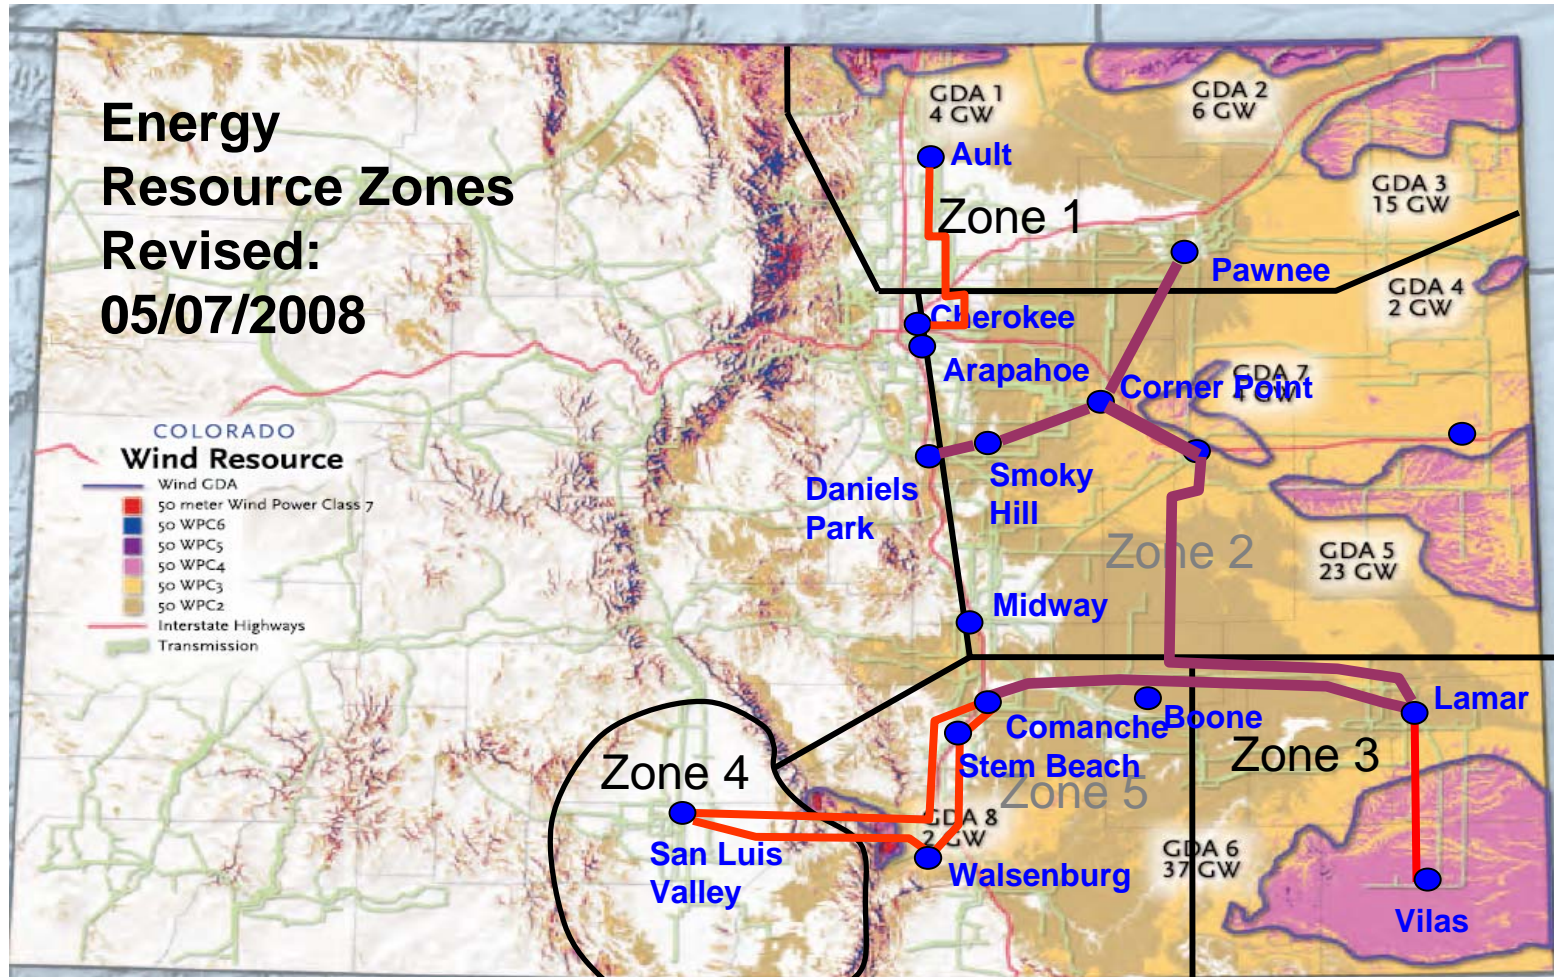 Energy
Resource Zones
Revised:
05/07/2008
GDA 1
4 GW
GDA 2
6 GW
Ault
GDA 3
15 GW
Zone 1
Pawnee
GDA 4
2 GW
Cherokee
Arapahoe
GDA 7
Corner Point
COLORADO
Wind Resource
Wind GDA
50 meter Wind Power Class 7
50 WPC6
50 WPC5
50 WPC4
50 WPC3
50 WPC2
Interstate Highways
Transmission
Daniels
Park
Smoky
Hill
Zone 2
GDA 5
23 GW
Midway
Lamar
Comanche
Boone
Stem Beach
Zone 3
Zone 4
Zone 5
GDA 8
2 GW
San Luis
Valley
Walsenburg
GDA 6
37 GW
Vilas